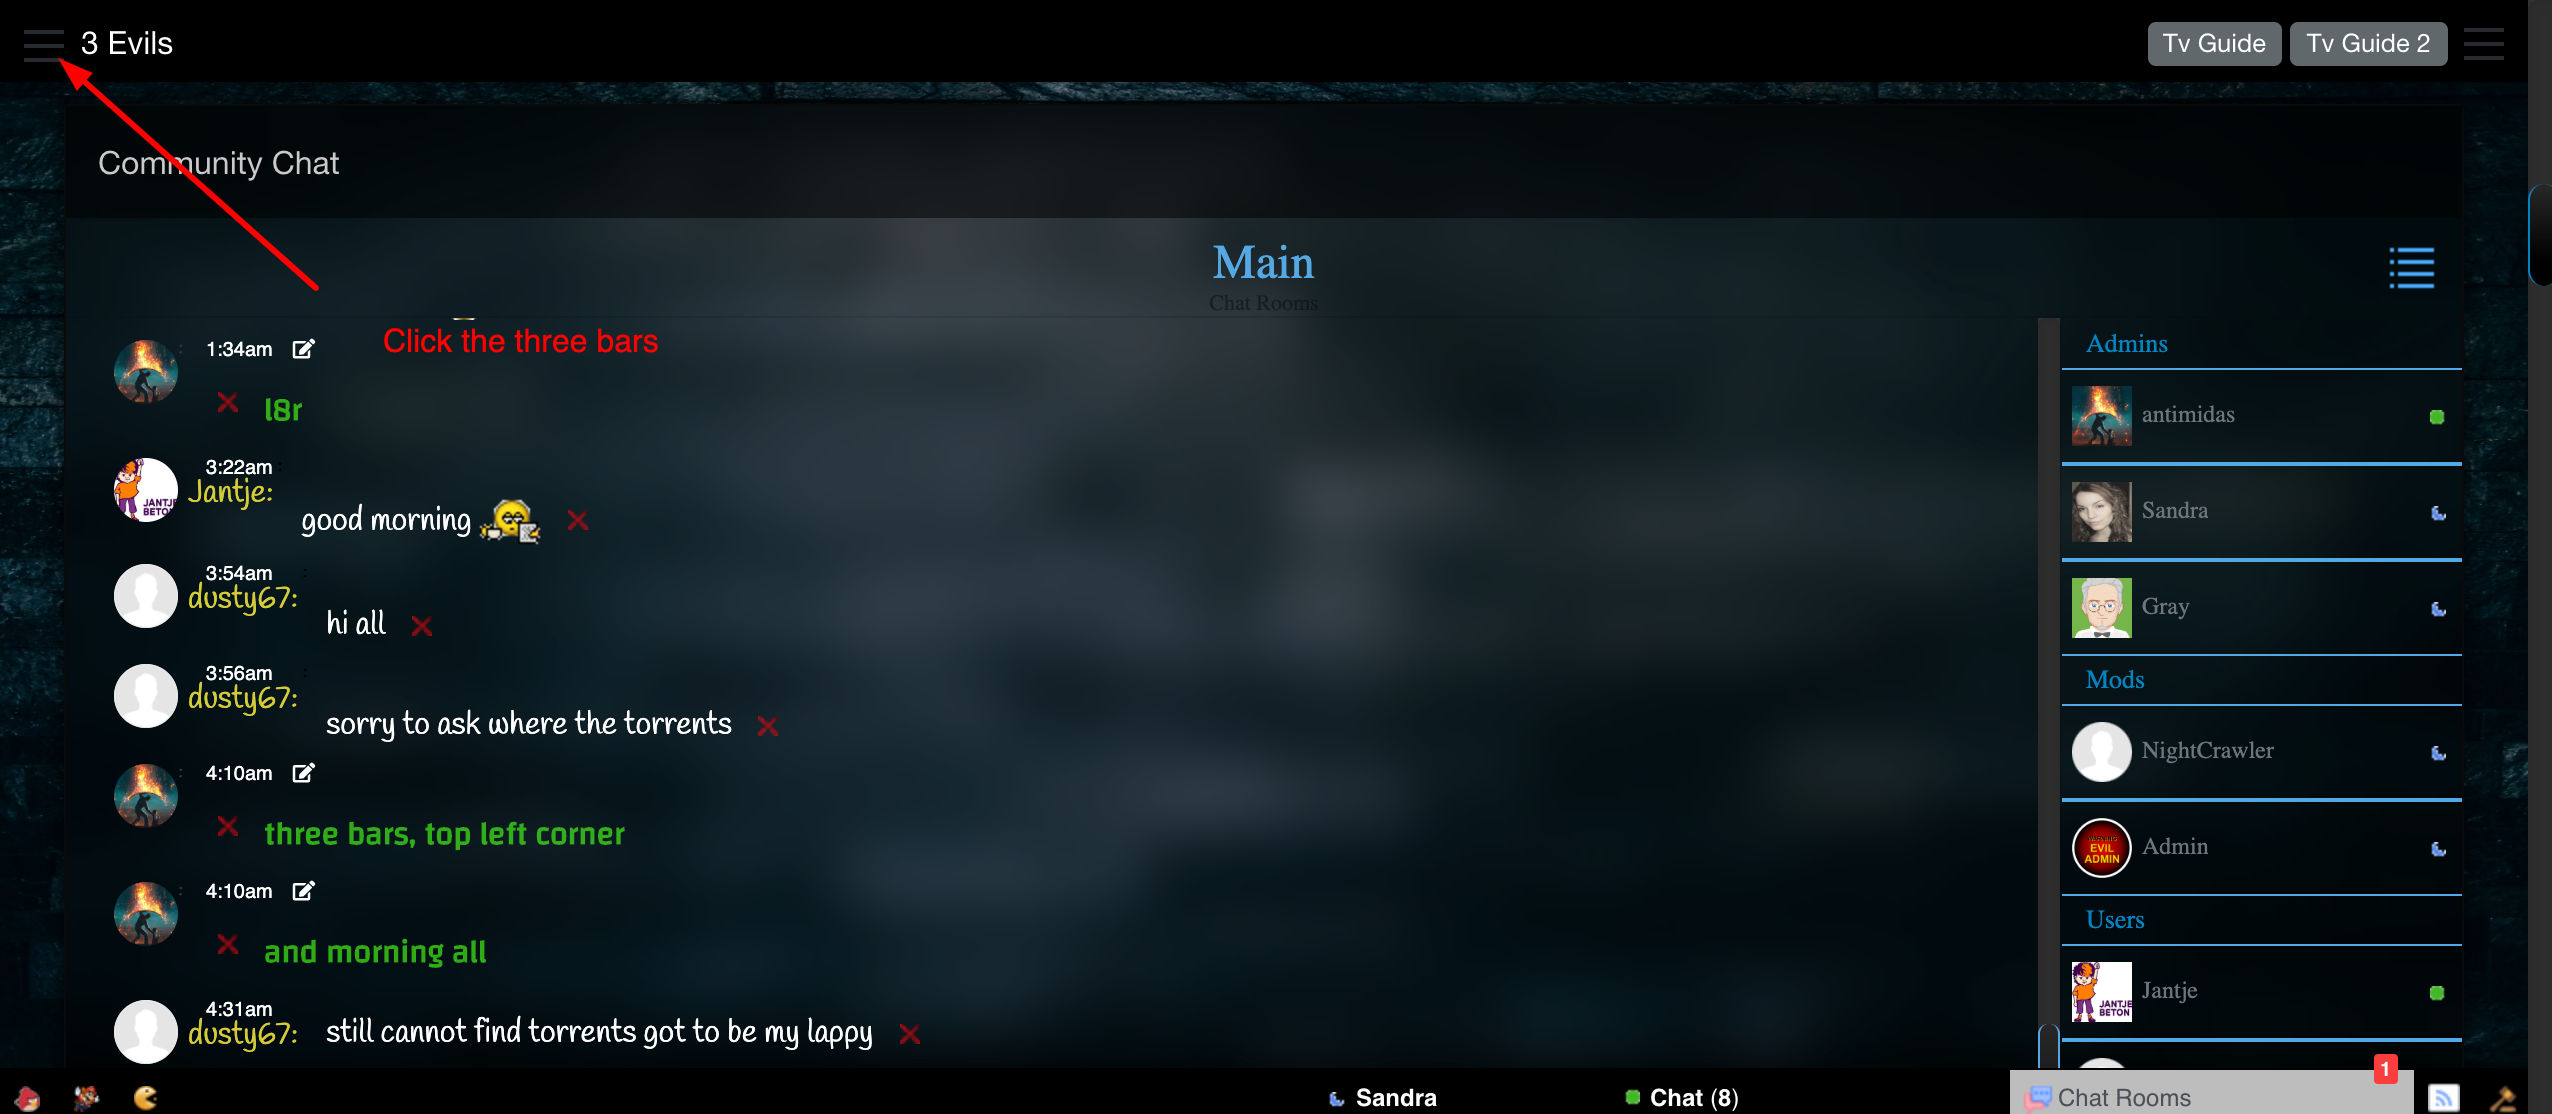 3 Evils
Tv Guide
Tv Guide 2
Community Chat
Main
Chat Rooms
Click the three bars
1:34am
l8r
3:22am
Jantje:
good morning
3:54am
dusty67:
hi all
3:56am
dusty67:
sorry to ask where the torrents
4:10am
three bars, top left corner
4:10am
and morning all
4:31am
dusty67:
still cannot find torrents got to be my lappy
Admins
antimidas
Sandra
Gray
Mods
NightCrawler
EVIL
ADMIN
Admin
Users
JANTJE
BETON
Jantje
Sandra
Chat (8)
Chat Rooms
1